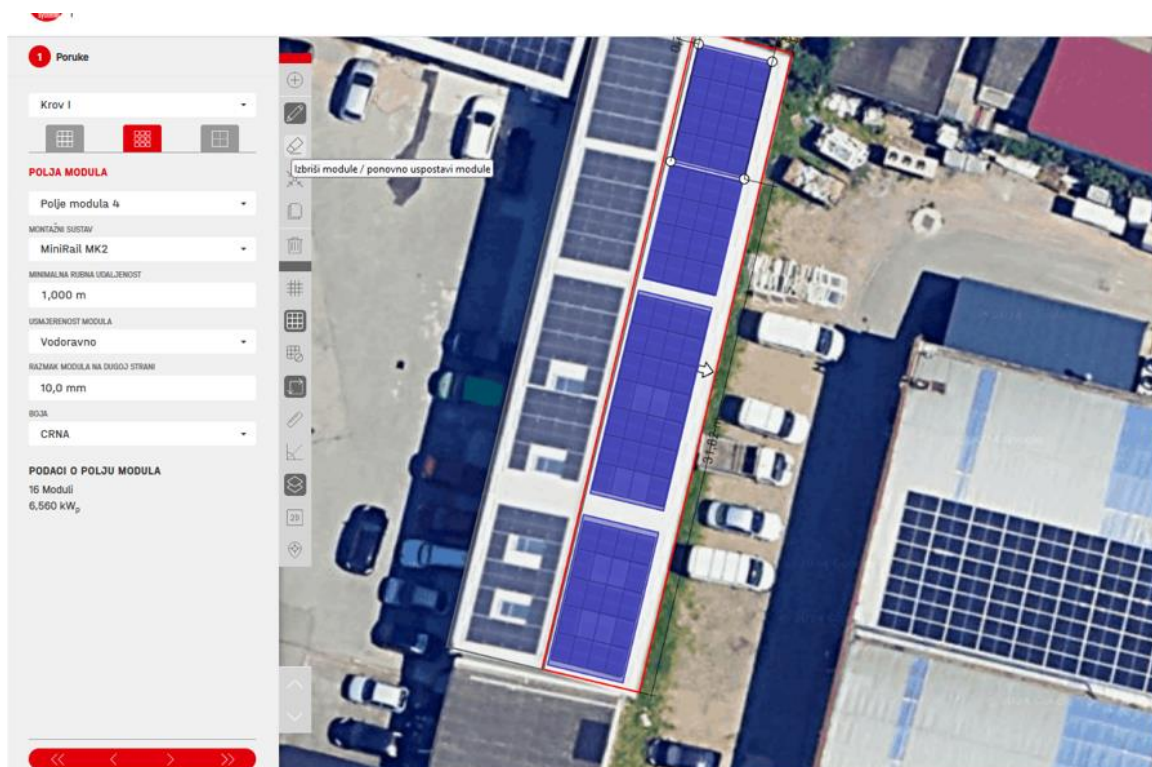 1 Poruke
Krov I
POLJA MODULA
Polje modula 4
MONTAŽNI SUSTAV
MiniRail MK2
MINIMALNA RUBNA UDALJENOST
1,000 m
USMJERENOST MODULA
Vodoravno
RAZMAK MODULA NA DUGOJ STRANI
10,0 mm
BOJA
CRNA
PODACI O POLJU MODULA
16 Moduli
6,560 kWp
Izbriši module / ponovno uspostavi module
2D